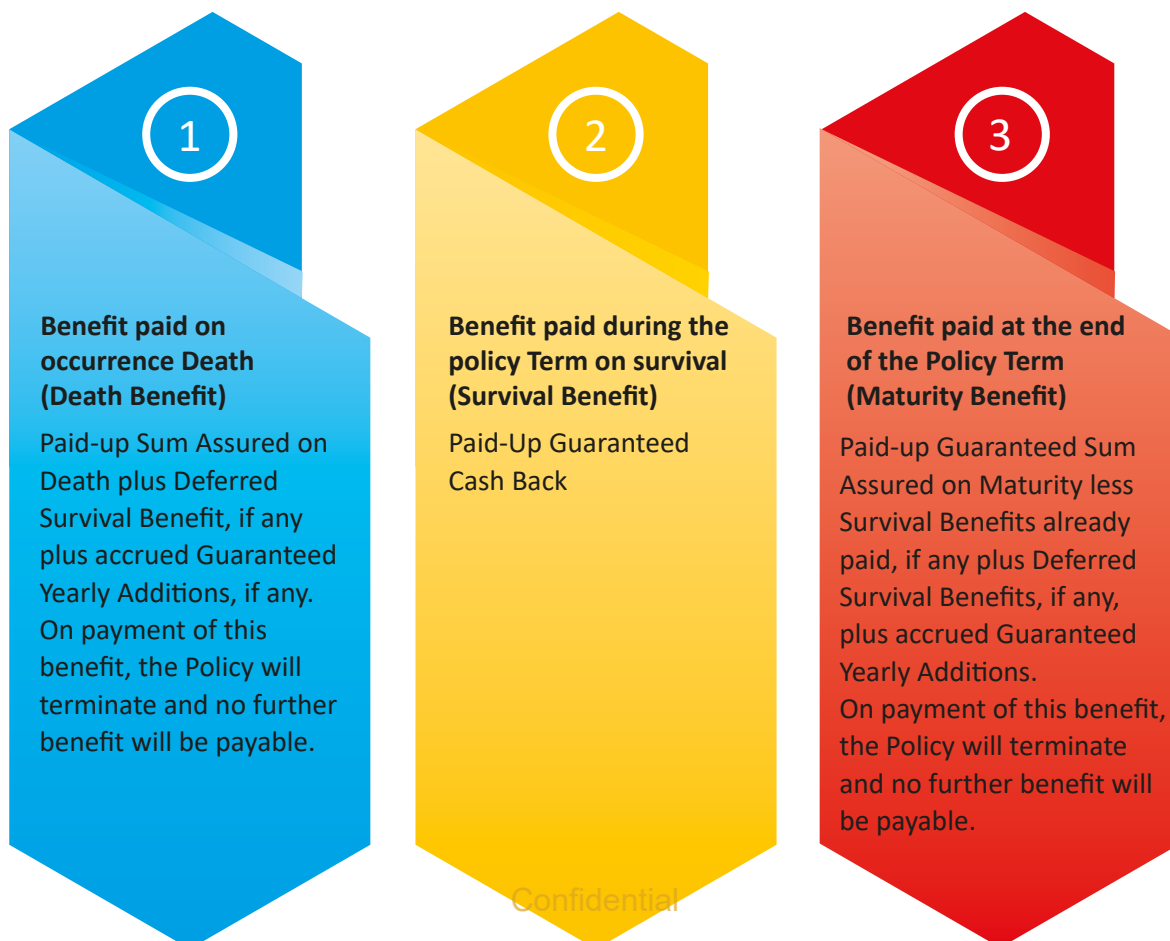 1
Benefit paid on
occurrence Death
(Death Benefit)
Paid-up Sum Assured on
Death plus Deferred
Survival Benefit, if any
plus accrued Guaranteed
Yearly Additions, if any.
On payment of this
benefit, the Policy will
terminate and no further
benefit will be payable.
2
Benefit paid during the
policy Term on survival
(Survival Benefit)
Paid-Up Guaranteed
Cash Back
3
Benefit paid at the end
of the Policy Term
(Maturity Benefit)
Paid-up Guaranteed Sum
Assured on Maturity less
Survival Benefits already
paid, if any plus Deferred
Survival Benefits, if any,
plus accrued Guaranteed
Yearly Additions.
On payment of this benefit,
the Policy will terminate
and no further benefit will
be payable.
Confidential